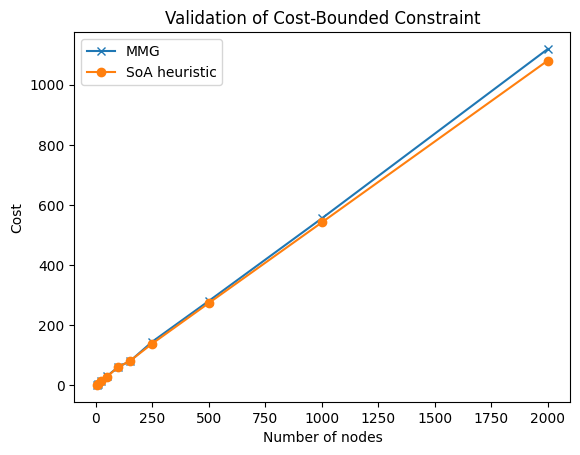 Validation of Cost-Bounded Constraint
MMG
SoA heuristic
Cost
1000
800
600
400
200
0
0 250 500 750 1000 1250 1500 1750 2000
Number of nodes